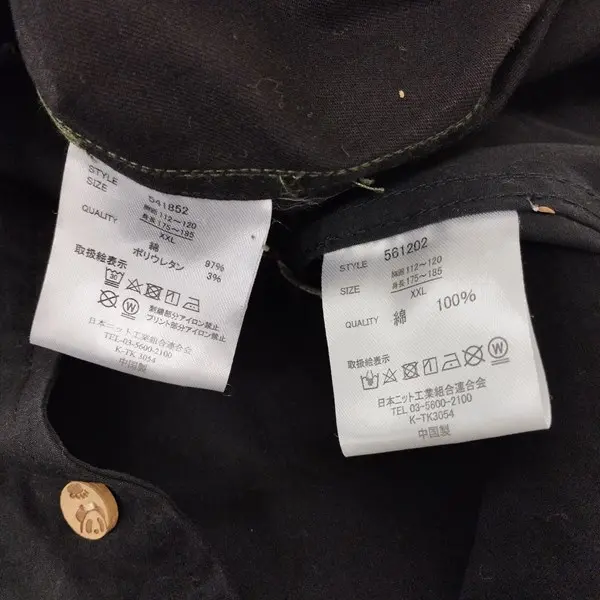 STYLE 541852
SIZE 胸囲112～120
身長175～185
XXL
QUALITY 綿 97%
ポリウレタン 3%
取扱絵表示
刺繍部分アイロン禁止
プリント部分アイロン禁止
日本ニット工業組合連合会
TEL-03-5600-2100
K-TK 3054
中国製
STYLE 561202
SIZE 胸囲112～120
身長175～185
XXL
QUALITY 綿 100%
取扱絵表示
日本ニット工業組合連合会
TEL 03-5600-2100
K-TK3054
中国製